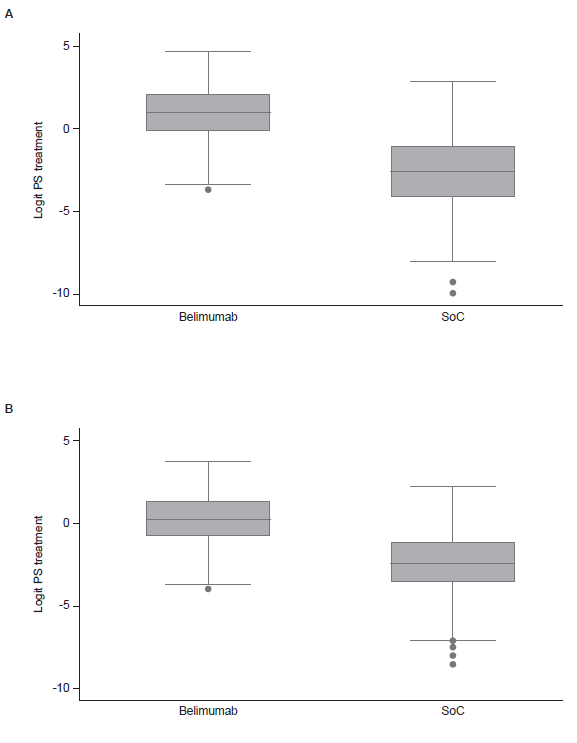 A
5
0
-5
-10
Logit PS treatment
Belimumab
SoC
B
5
0
-5
-10
Logit PS treatment
Belimumab
SoC